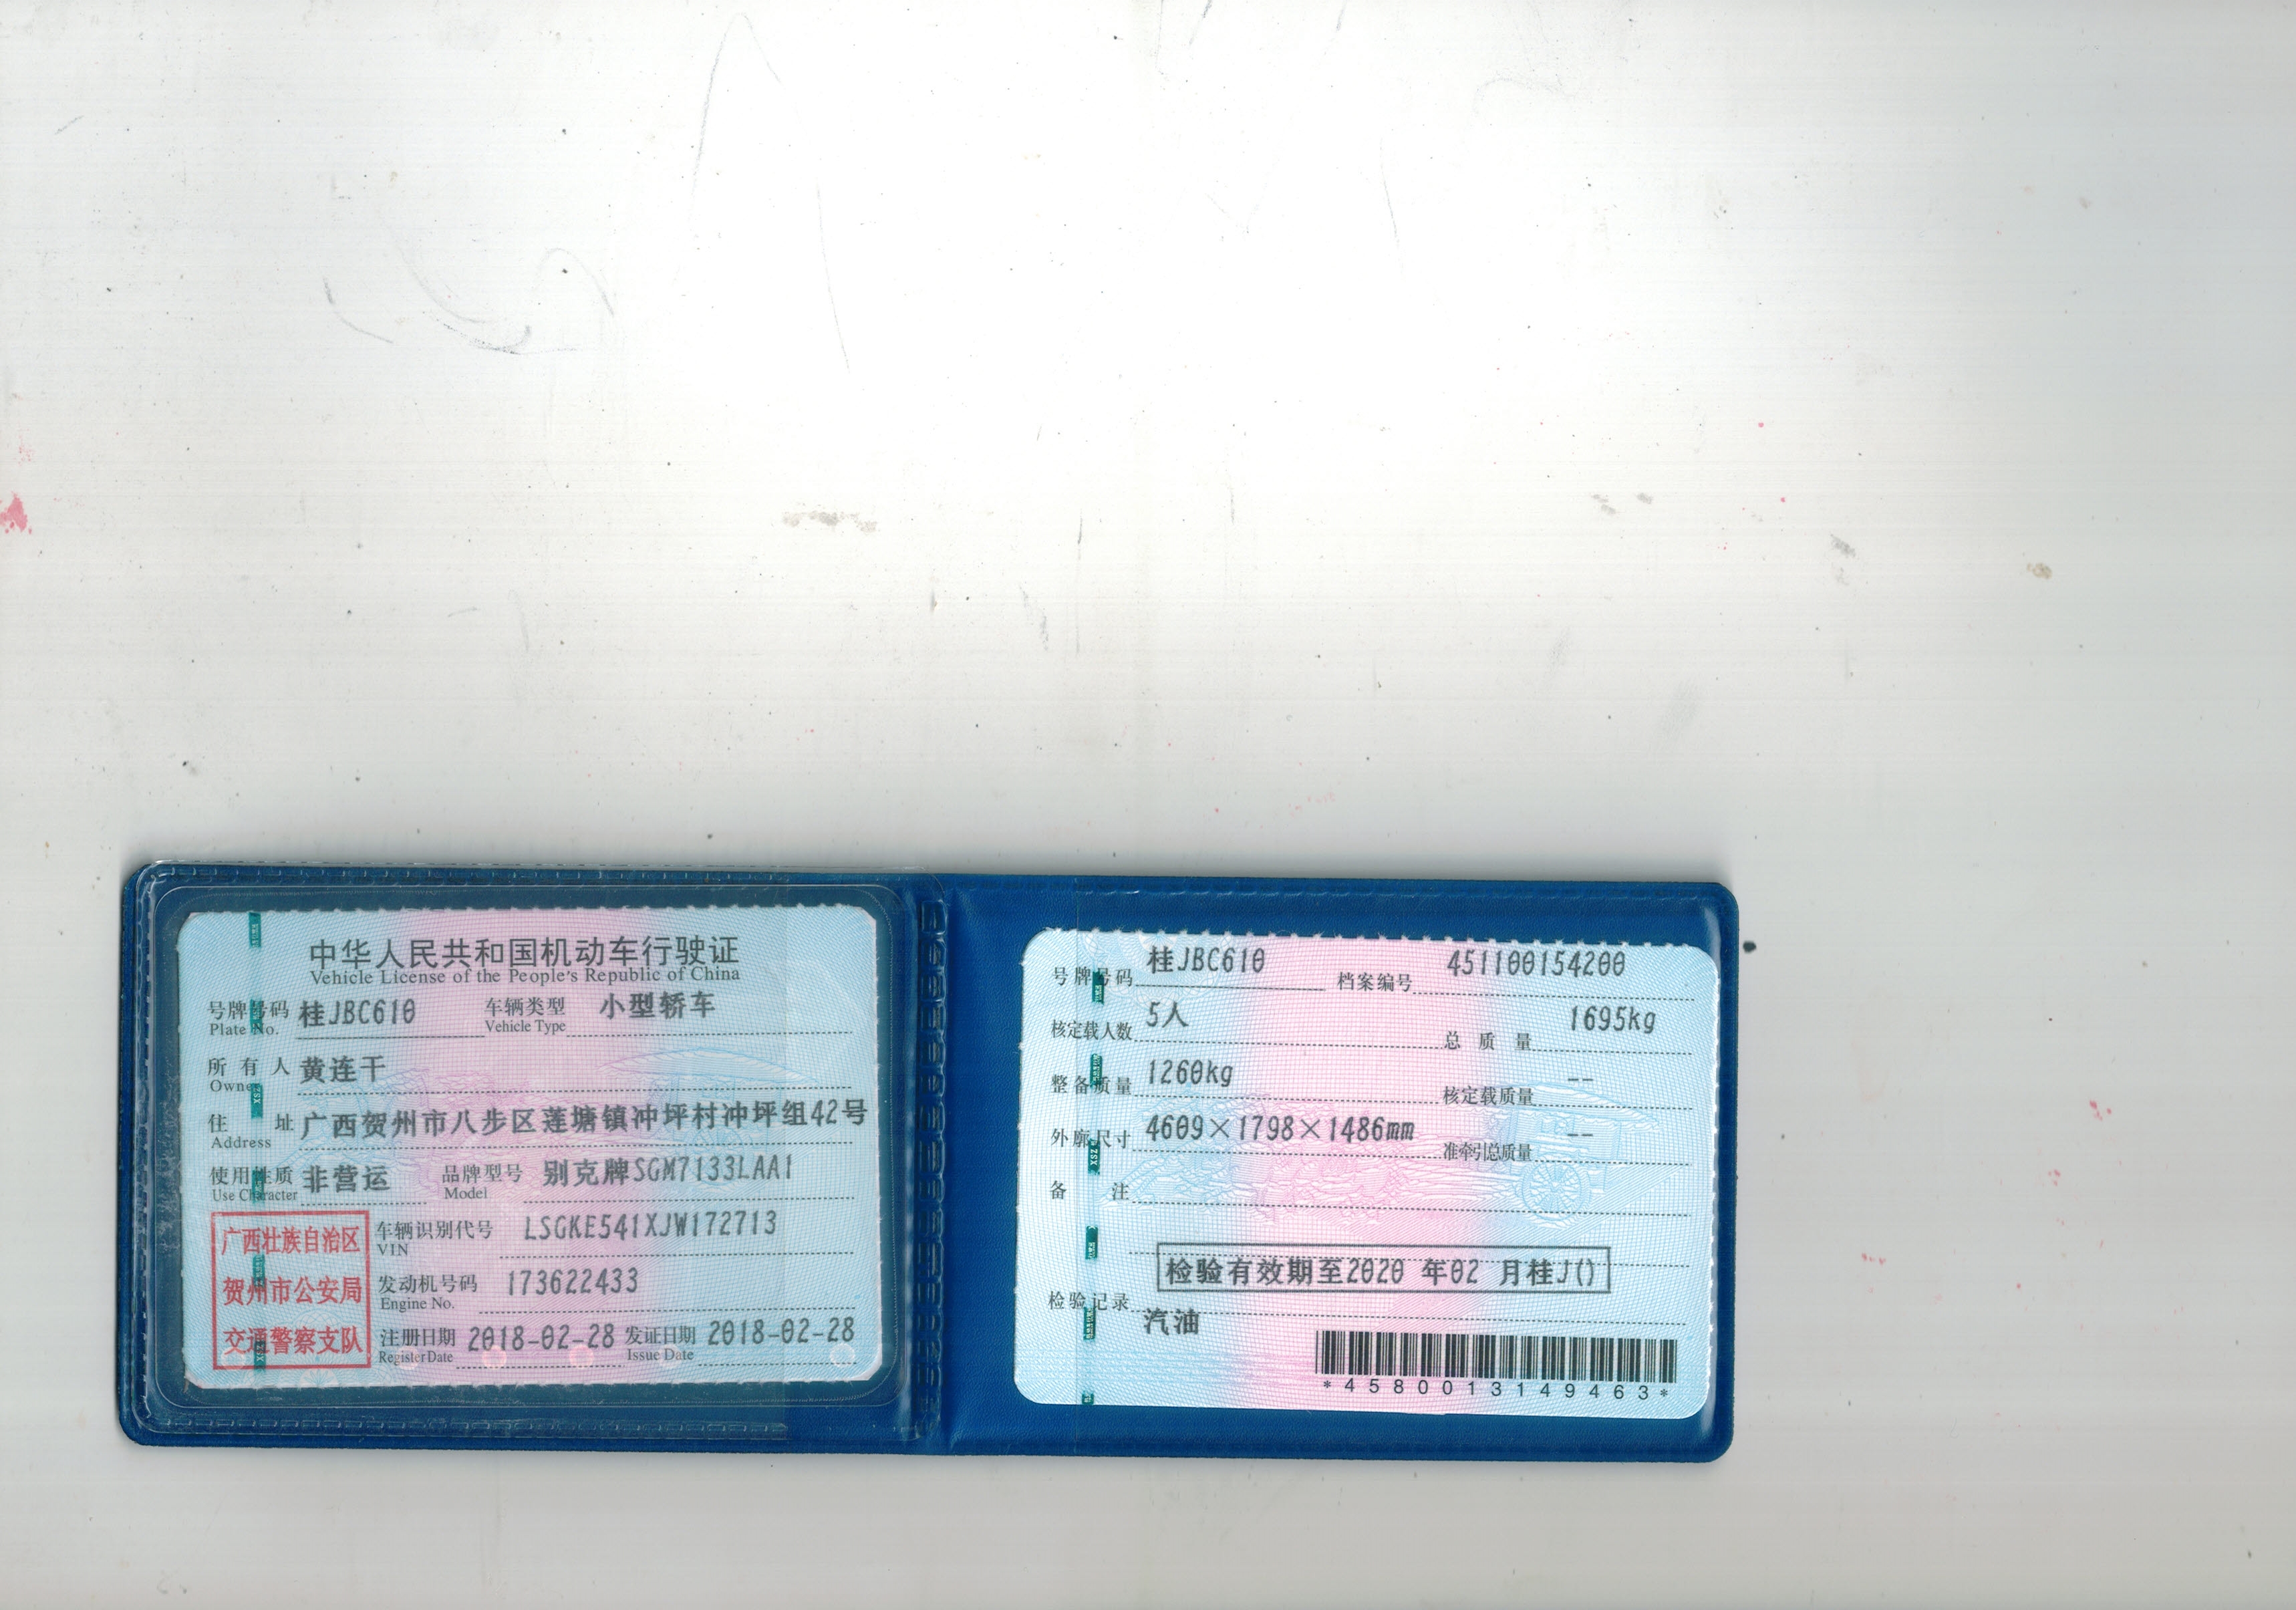 中华人民共和国机动车行驶证
Vehicle License of the People's Republic of China
号牌号码 桂JBC610 车辆类型 小型轿车
Plate No. Vehicle Type
所有人 黄连干
Owner
住址 广西贺州市八步区莲塘镇冲坪村冲坪组42号
Address
使用性质 非营运 品牌型号 别克牌SGM7133LAA1
Use Character Model
车辆识别代号 LSGKE541XJW172713
VIN
发动机号码 173622433
Engine No.
注册日期 2018-02-28 发证日期 2018-02-28
Register Date Issue Date
广西壮族自治区
贺州市公安局
交通警察支队
号牌号码 桂JBC610 档案编号 451100154200
核定载人数 5人 总质量 1695kg
整备质量 1260kg 核定载质量 --
外廓尺寸 4609×1798×1486mm 准牵引总质量 --
备注
检验有效期至2020 年02 月桂J()
检验记录
汽油
*4580013149463*